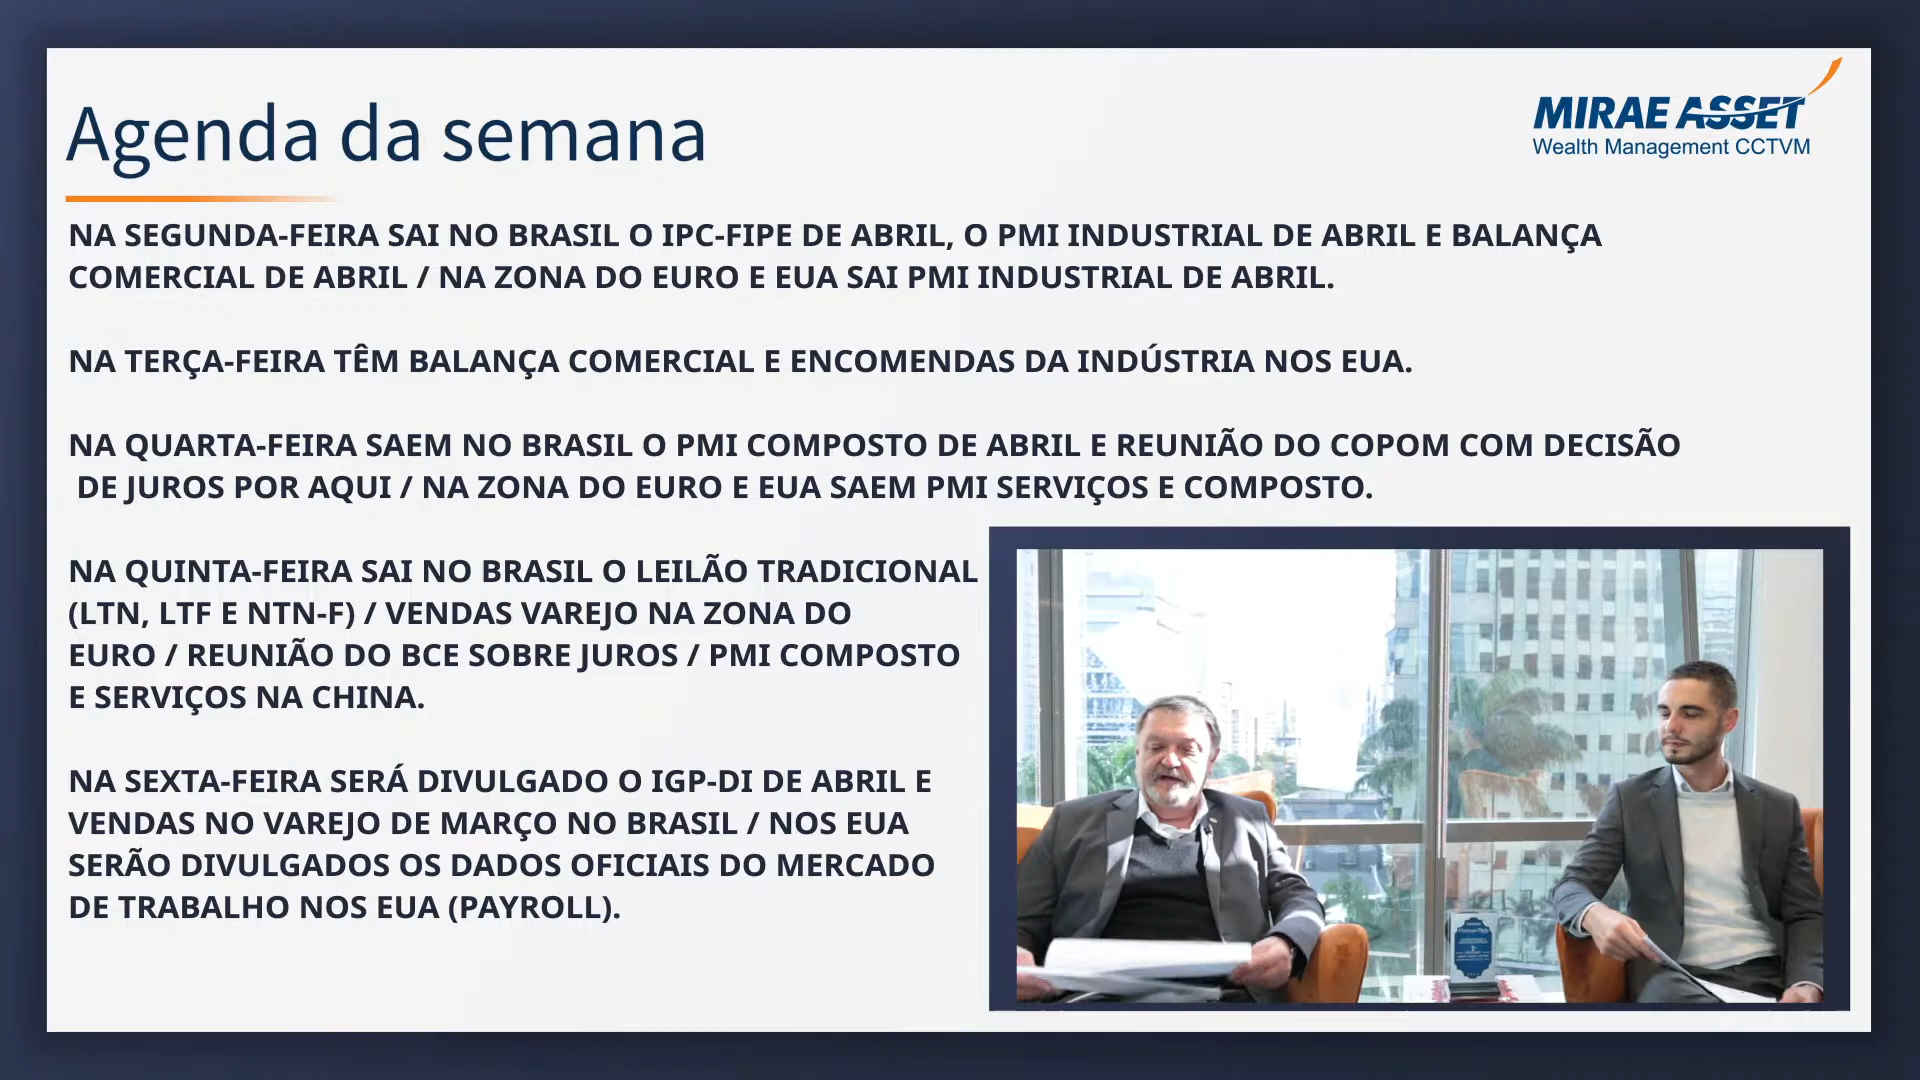 Agenda da semana
MIRAE ASSET
Wealth Management CCTVM
NA SEGUNDA-FEIRA SAI NO BRASIL O IPC-FIPE DE ABRIL, O PMI INDUSTRIAL DE ABRIL E BALANÇA
COMERCIAL DE ABRIL / NA ZONA DO EURO E EUA SAI PMI INDUSTRIAL DE ABRIL.
NA TERÇA-FEIRA TÊM BALANÇA COMERCIAL E ENCOMENDAS DA INDÚSTRIA NOS EUA.
NA QUARTA-FEIRA SAEM NO BRASIL O PMI COMPOSTO DE ABRIL E REUNIÃO DO COPOM COM DECISÃO
DE JUROS POR AQUI / NA ZONA DO EURO E EUA SAEM PMI SERVIÇOS E COMPOSTO.
NA QUINTA-FEIRA SAI NO BRASIL O LEILÃO TRADICIONAL
(LTN, LTF E NTN-F) / VENDAS VAREJO NA ZONA DO
EURO / REUNIÃO DO BCE SOBRE JUROS / PMI COMPOSTO
E SERVIÇOS NA CHINA.
NA SEXTA-FEIRA SERÁ DIVULGADO O IGP-DI DE ABRIL E
VENDAS NO VAREJO DE MARÇO NO BRASIL / NOS EUA
SERÃO DIVULGADOS OS DADOS OFICIAIS DO MERCADO
DE TRABALHO NOS EUA (PAYROLL).